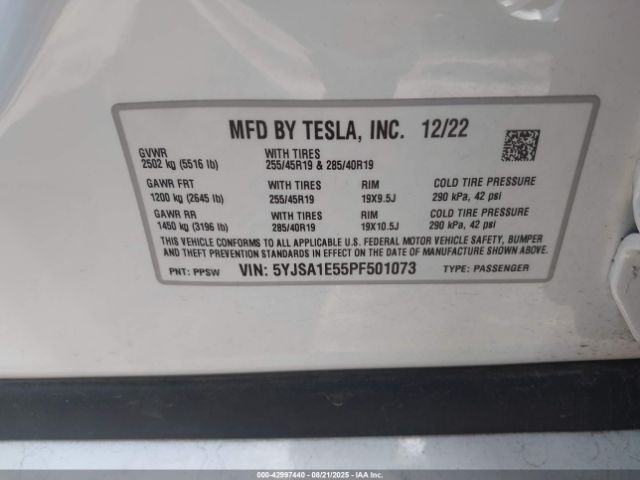 MFD BY TESLA, INC. 12/22
GVWR WITH TIRES
2502 kg (5516 lb) 255/45R19 & 285/40R19
GAWR FRT WITH TIRES RIM COLD TIRE PRESSURE
1200 kg (2645 lb) 255/45R19 19X9.5J 290 kPa, 42 psi
GAWR RR WITH TIRES RIM COLD TIRE PRESSURE
1450 kg (3196 lb) 285/40R19 19X10.5J 290 kPa, 42 psi
THIS VEHICLE CONFORMS TO ALL APPLICABLE U.S. FEDERAL MOTOR VEHICLE SAFETY, BUMPER
AND THEFT PREVENTION STANDARDS IN EFFECT ON THE DATE OF MANUFACTURE SHOWN ABOVE.
PNT: PPSW VIN: 5YJSA1E55PF501073 TYPE: PASSENGER
000-42997440 - 08/21/2025 - IAAI.COM